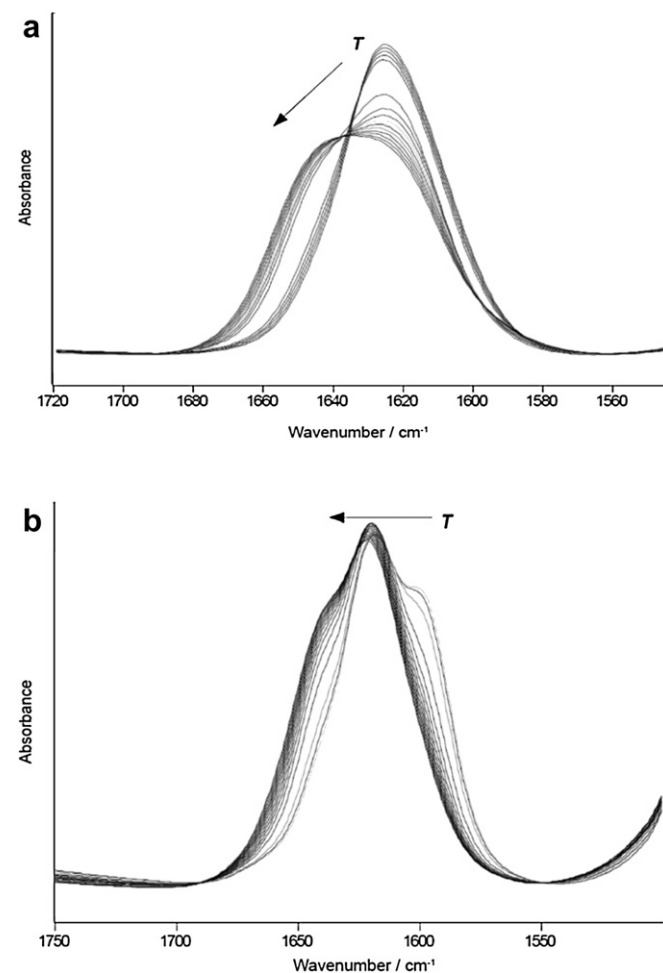 a
T
Absorbance
1720 1700 1680 1660 1640 1620 1600 1580 1560
Wavenumber / cm⁻¹
b
T
Absorbance
1750 1700 1650 1600 1550
Wavenumber / cm⁻¹